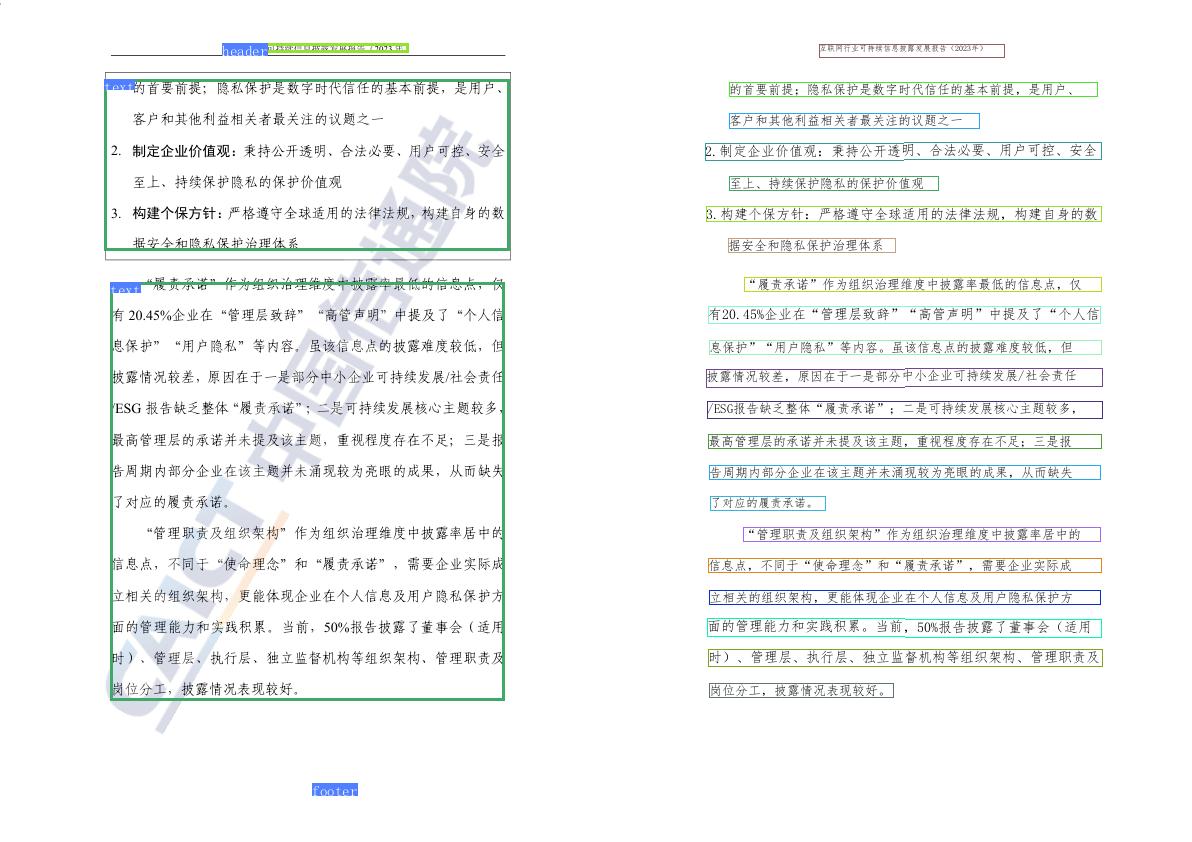 header
互联网行业可持续信息披露发展报告（2023年）
text
的首要前提；隐私保护是数字时代信任的基本前提，是用户、
客户和其他利益相关者最关注的议题之一
2. 制定企业价值观：秉持公开透明、合法必要、用户可控、安全
至上、持续保护隐私的保护价值观
3. 构建个保方针：严格遵守全球适用的法律法规，构建自身的数
据安全和隐私保护治理体系
text
“履责承诺”作为组织治理维度中披露率最低的信息点，仅
有 20.45%企业在“管理层致辞”“高管声明”中提及了“个人信
息保护”“用户隐私”等内容。虽该信息点的披露难度较低，但
披露情况较差，原因在于一是部分中小企业可持续发展/社会责任
/ESG 报告缺乏整体“履责承诺”；二是可持续发展核心主题较多，
最高管理层的承诺并未提及该主题，重视程度存在不足；三是报
告周期内部分企业在该主题并未涌现较为亮眼的成果，从而缺失
了对应的履责承诺。
“管理职责及组织架构”作为组织治理维度中披露率居中的
信息点，不同于“使命理念”和“履责承诺”，需要企业实际成
立相关的组织架构，更能体现企业在个人信息及用户隐私保护方
面的管理能力和实践积累。当前，50%报告披露了董事会（适用
时）、管理层、执行层、独立监督机构等组织架构、管理职责及
岗位分工，披露情况表现较好。
footer
CAICT 中国信通院
互联网行业可持续信息披露发展报告（2023年）
的首要前提；隐私保护是数字时代信任的基本前提，是用户、
客户和其他利益相关者最关注的议题之一
2.制定企业价值观：秉持公开透明、合法必要、用户可控、安全
至上、持续保护隐私的保护价值观
3.构建个保方针：严格遵守全球适用的法律法规，构建自身的数
据安全和隐私保护治理体系
“履责承诺”作为组织治理维度中披露率最低的信息点，仅
有20.45%企业在“管理层致辞”“高管声明”中提及了“个人信
息保护”“用户隐私”等内容。虽该信息点的披露难度较低，但
披露情况较差，原因在于一是部分中小企业可持续发展/社会责任
/ESG报告缺乏整体“履责承诺”；二是可持续发展核心主题较多，
最高管理层的承诺并未提及该主题，重视程度存在不足；三是报
告周期内部分企业在该主题并未涌现较为亮眼的成果，从而缺失
了对应的履责承诺。
“管理职责及组织架构”作为组织治理维度中披露率居中的
信息点，不同于“使命理念”和“履责承诺”，需要企业实际成
立相关的组织架构，更能体现企业在个人信息及用户隐私保护方
面的管理能力和实践积累。当前，50%报告披露了董事会（适用
时）、管理层、执行层、独立监督机构等组织架构、管理职责及
岗位分工，披露情况表现较好。